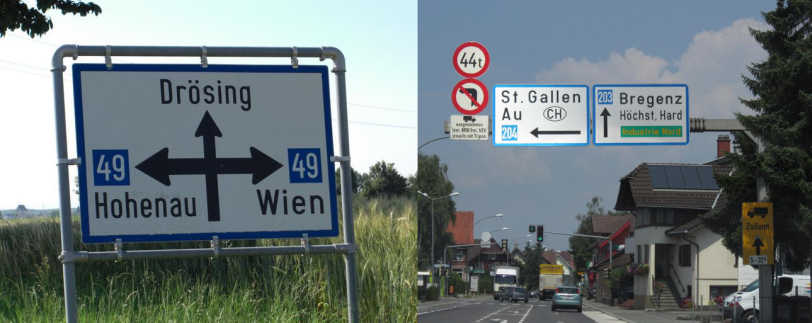 Drösing
49
49
Hohenau
Wien
44t
St. Gallen
Au
CH
204
203
Bregenz
Höchst, Hard
Industrie Nord
Zollamt